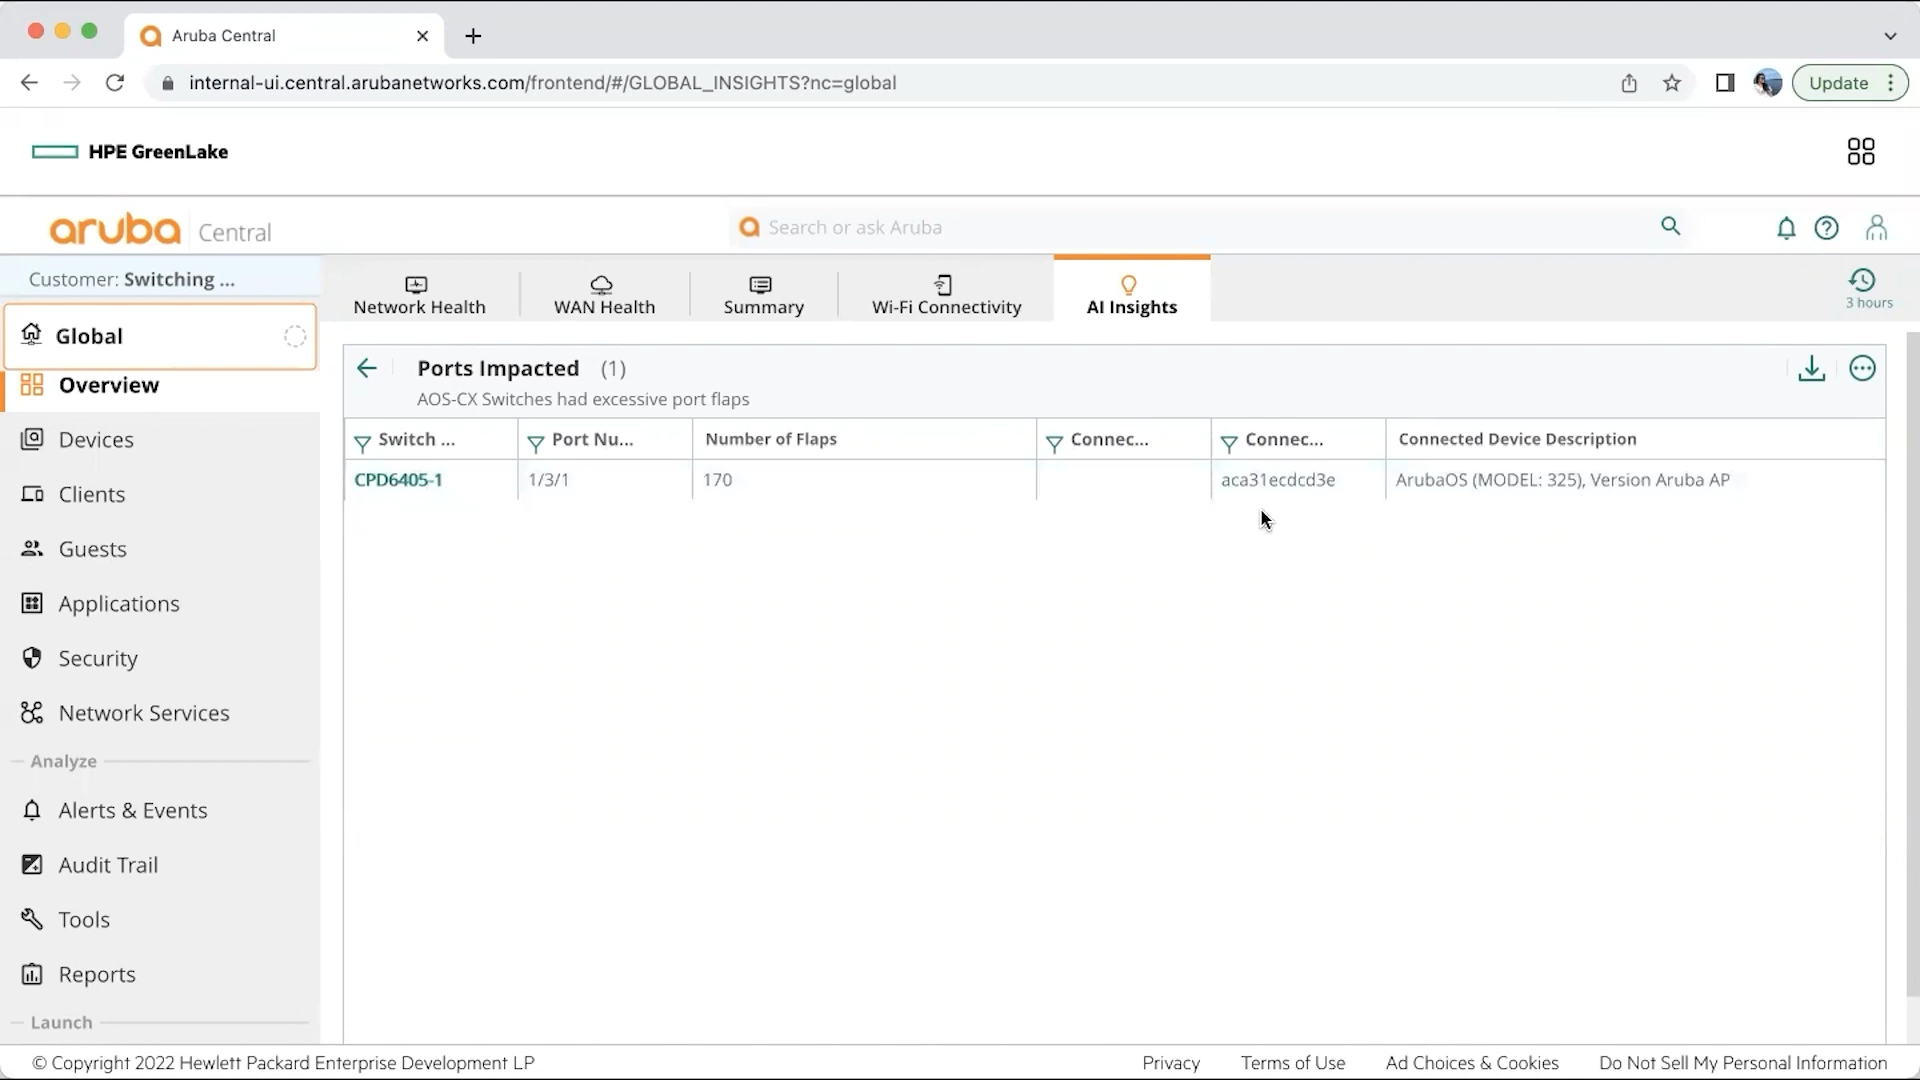 Aruba Central
internal-ui.central.arubanetworks.com/frontend/#/GLOBAL_INSIGHTS?nc=global
Update
HPE GreenLake
aruba Central
Search or ask Aruba
Customer: Switching ...
Network Health
WAN Health
Summary
Wi-Fi Connectivity
AI Insights
3 hours
Global
Overview
Devices
Clients
Guests
Applications
Security
Network Services
Analyze
Alerts & Events
Audit Trail
Tools
Reports
Launch
Ports Impacted (1)
AOS-CX Switches had excessive port flaps
Switch ... Port Nu... Number of Flaps Connec... Connec... Connected Device Description
CPD6405-1 1/3/1 170 aca31ecdcd3e ArubaOS (MODEL: 325), Version Aruba AP
© Copyright 2022 Hewlett Packard Enterprise Development LP
Privacy Terms of Use Ad Choices & Cookies Do Not Sell My Personal Information